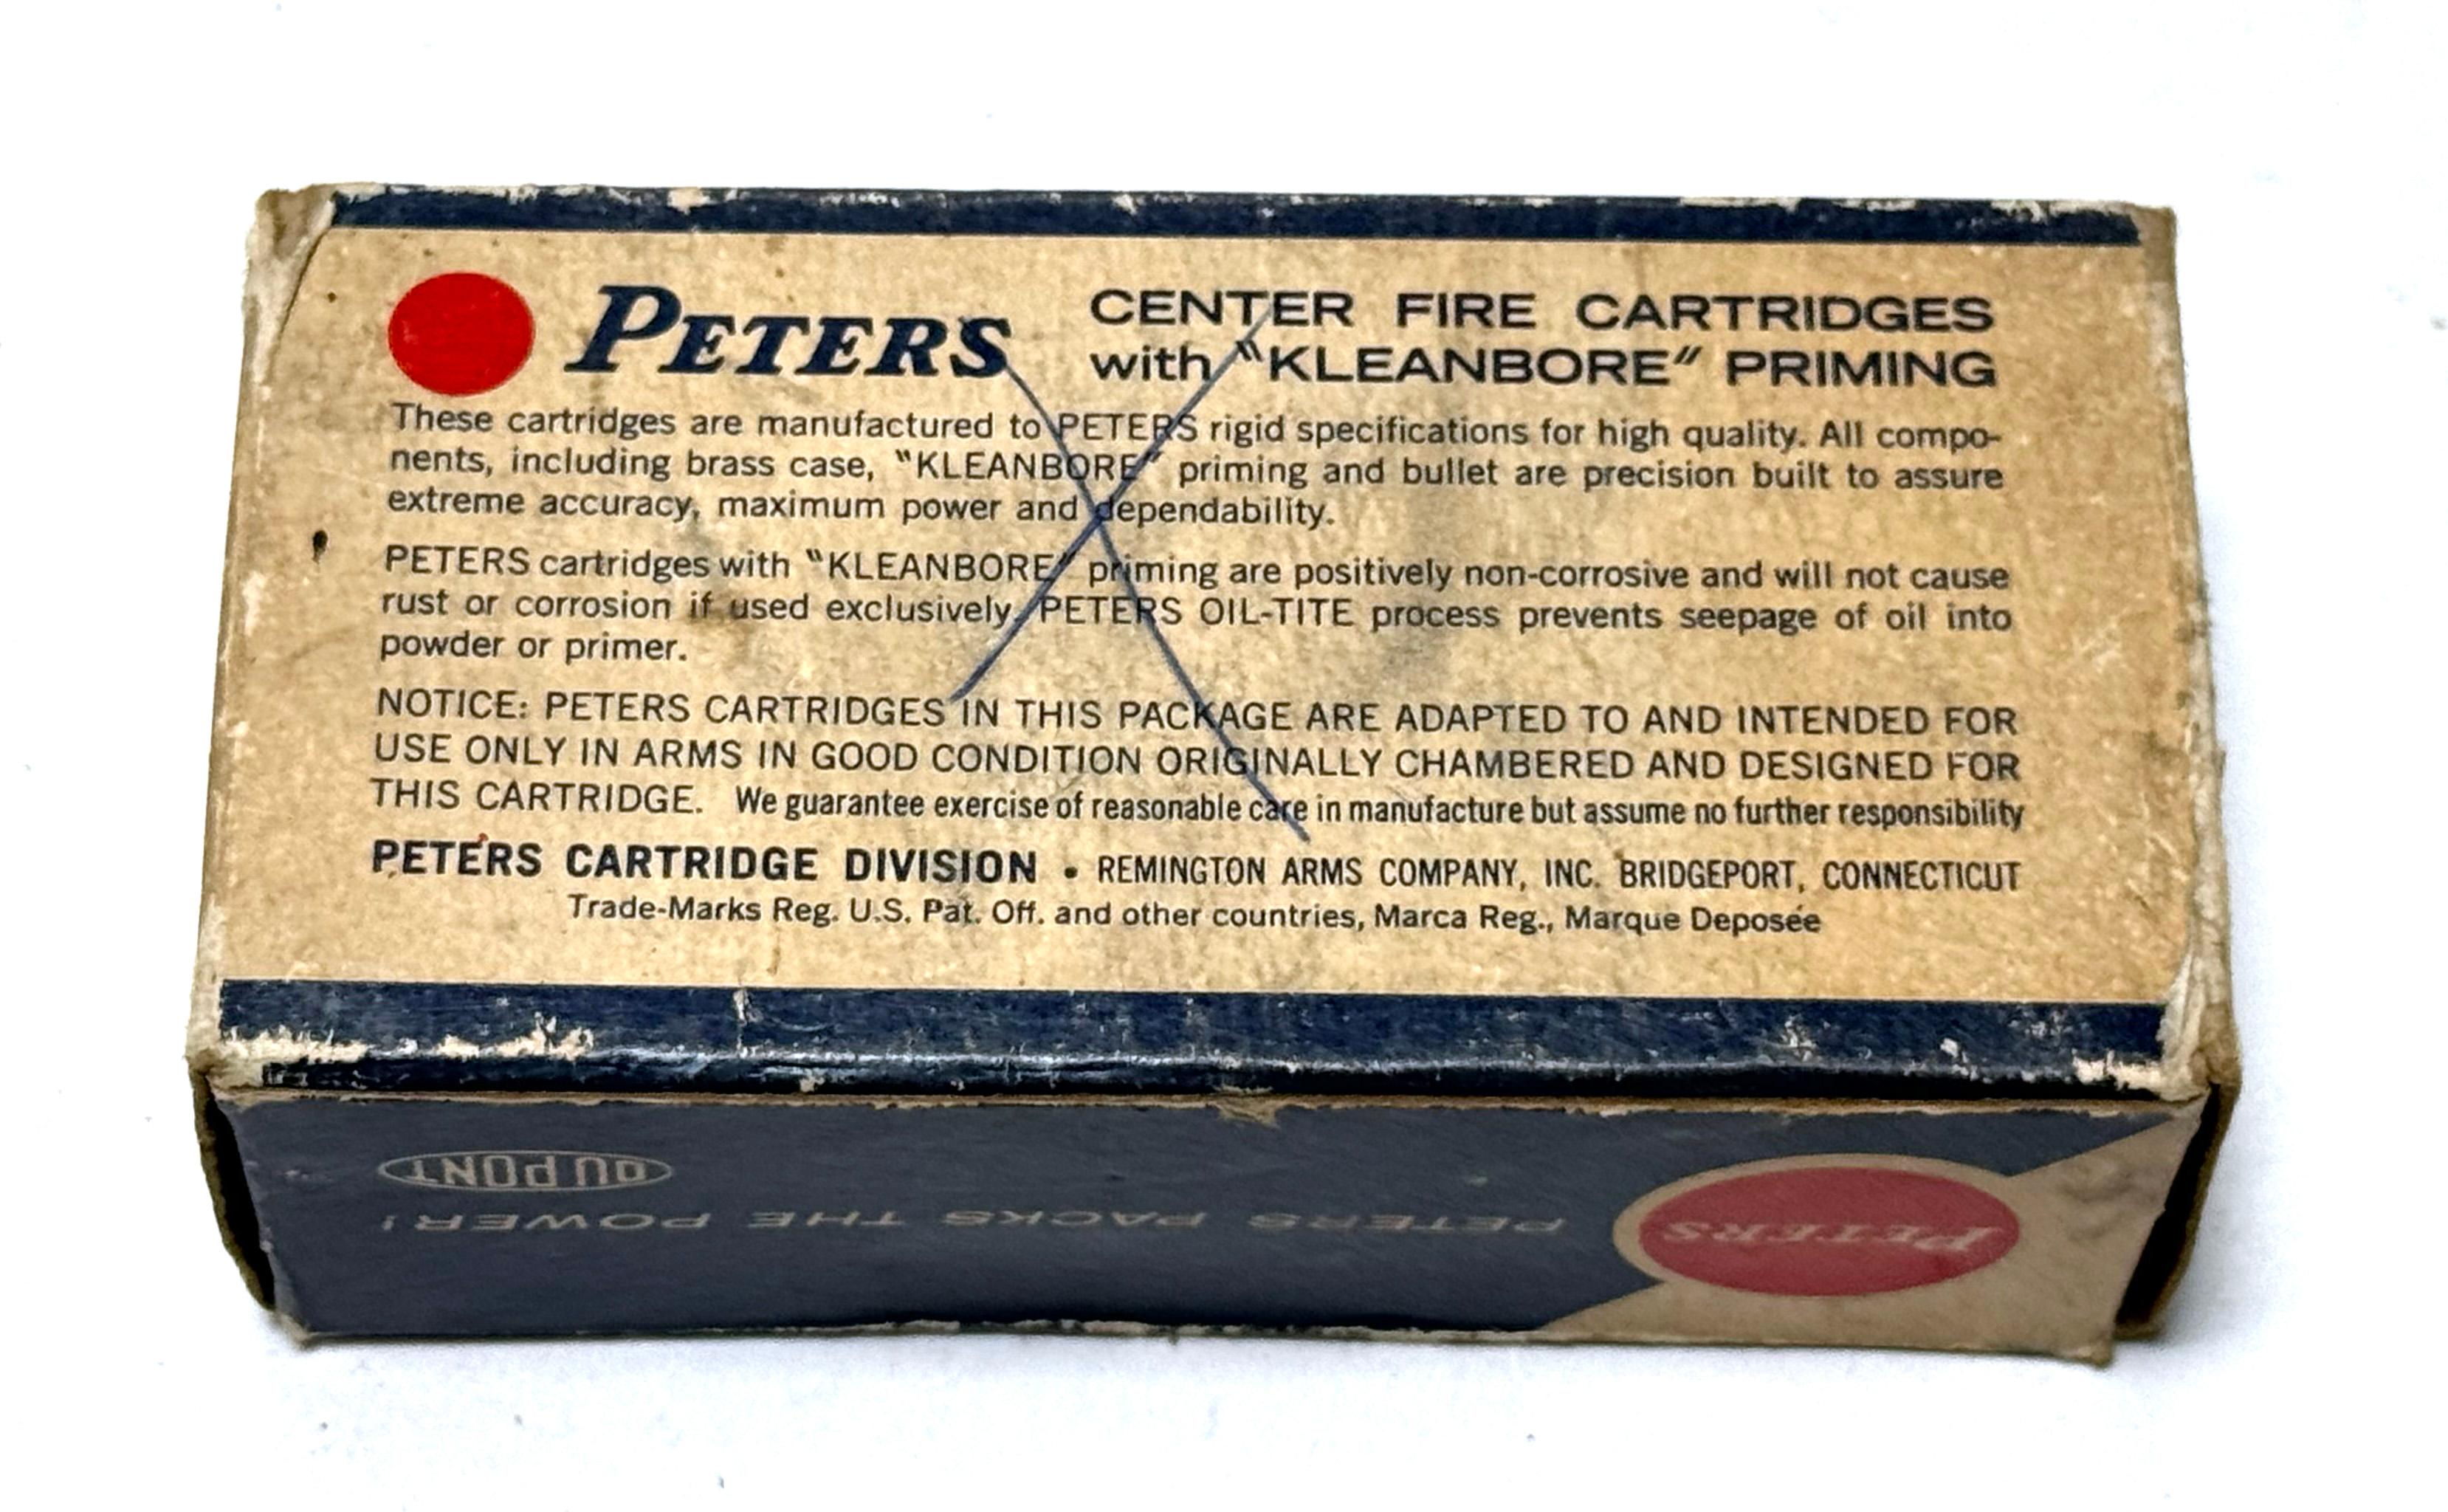 PETERS CENTER FIRE CARTRIDGES
with "KLEANBORE" PRIMING
These cartridges are manufactured to PETERS rigid specifications for high quality. All compo-
nents, including brass case, "KLEANBORE" priming and bullet are precision built to assure
extreme accuracy, maximum power and dependability.
PETERS cartridges with "KLEANBORE" priming are positively non-corrosive and will not cause
rust or corrosion if used exclusively. PETERS OIL-TITE process prevents seepage of oil into
powder or primer.
NOTICE: PETERS CARTRIDGES IN THIS PACKAGE ARE ADAPTED TO AND INTENDED FOR
USE ONLY IN ARMS IN GOOD CONDITION ORIGINALLY CHAMBERED AND DESIGNED FOR
THIS CARTRIDGE. We guarantee exercise of reasonable care in manufacture but assume no further responsibility
PETERS CARTRIDGE DIVISION • REMINGTON ARMS COMPANY, INC. BRIDGEPORT, CONNECTICUT
Trade-Marks Reg. U.S. Pat. Off. and other countries, Marca Reg., Marque Deposée
PETERS
PETERS PACKS THE POWER!
DU PONT